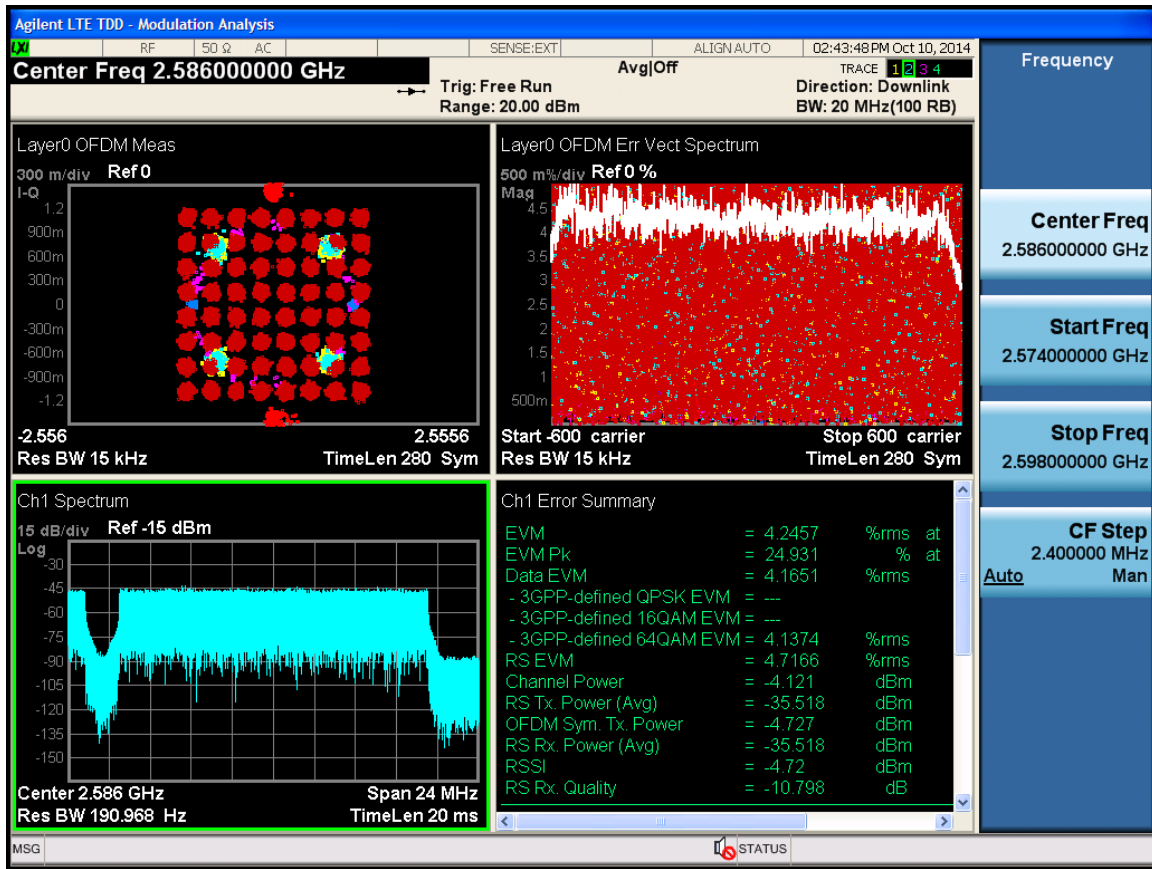 Agilent LTE TDD - Modulation Analysis
LXI RF 50 Ω AC SENSE:EXT ALIGN AUTO 02:43:48 PM Oct 10, 2014
Center Freq 2.586000000 GHz
Avg|Off
TRACE 1 2 3 4
Trig: Free Run
Direction: Downlink
Range: 20.00 dBm
BW: 20 MHz(100 RB)
Layer0 OFDM Meas
300 m/div Ref 0
I-Q
1.2
900m
600m
300m
0
-300m
-600m
-900m
-1.2
-2.556 2.5556
Res BW 15 kHz TimeLen 280 Sym
Layer0 OFDM Err Vect Spectrum
500 m%/div Ref 0 %
Mag
4.5
4
3.5
3
2.5
2
1.5
1
500m
Start -600 carrier Stop 600 carrier
Res BW 15 kHz TimeLen 280 Sym
Ch1 Spectrum
15 dB/div Ref -15 dBm
Log
-30
-45
-60
-75
-90
-105
-120
-135
-150
Center 2.586 GHz Span 24 MHz
Res BW 190.968 Hz TimeLen 20 ms
Ch1 Error Summary
EVM = 4.2457 %rms at
EVM Pk = 24.931 % at
Data EVM = 4.1651 %rms
- 3GPP-defined QPSK EVM = ---
- 3GPP-defined 16QAM EVM = ---
- 3GPP-defined 64QAM EVM = 4.1374 %rms
RS EVM = 4.7166 %rms
Channel Power = -4.121 dBm
RS Tx. Power (Avg) = -35.518 dBm
OFDM Sym. Tx. Power = -4.727 dBm
RS Rx. Power (Avg) = -35.518 dBm
RSSI = -4.72 dBm
RS Rx. Quality = -10.798 dB
MSG STATUS
Frequency
Center Freq
2.586000000 GHz
Start Freq
2.574000000 GHz
Stop Freq
2.598000000 GHz
CF Step
2.400000 MHz
Auto Man